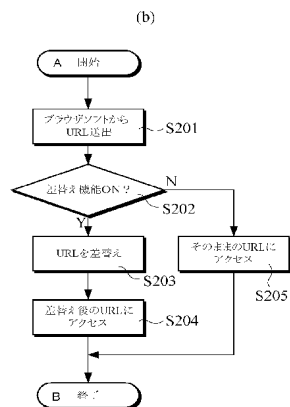 (b)
A 開始
ブラウザソフトから
URL送出
S201
差替え機能ON?
N
S202
Y
URLを差替え
S203
そのままのURLに
アクセス
S205
差替え後のURLに
アクセス
S204
B 終了